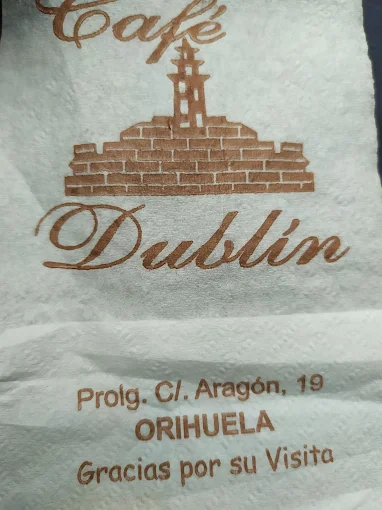 Café
Dublín
Prolg. C/. Aragón, 19
ORIHUELA
Gracias por su Visita